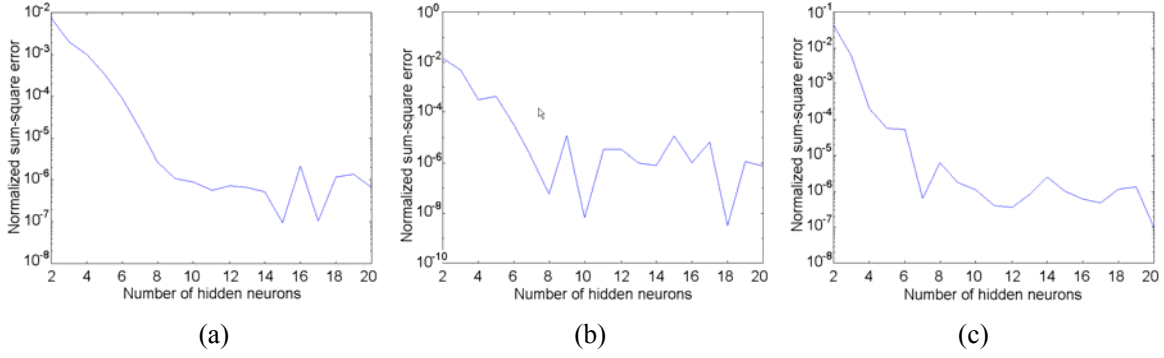 10^-1
10^-2
10^-3
10^-4
10^-5
10^-6
10^-7
10^-8
Normalized sum-square error
2 4 6 8 10 12 14 16 18 20
Number of hidden neurons
(a)
10^0
10^-2
10^-4
10^-6
10^-8
10^-10
Normalized sum-square error
2 4 6 8 10 12 14 16 18 20
Number of hidden neurons
(b)
10^-1
10^-2
10^-3
10^-4
10^-5
10^-6
10^-7
10^-8
Normalized sum-square error
2 4 6 8 10 12 14 16 18 20
Number of hidden neurons
(c)